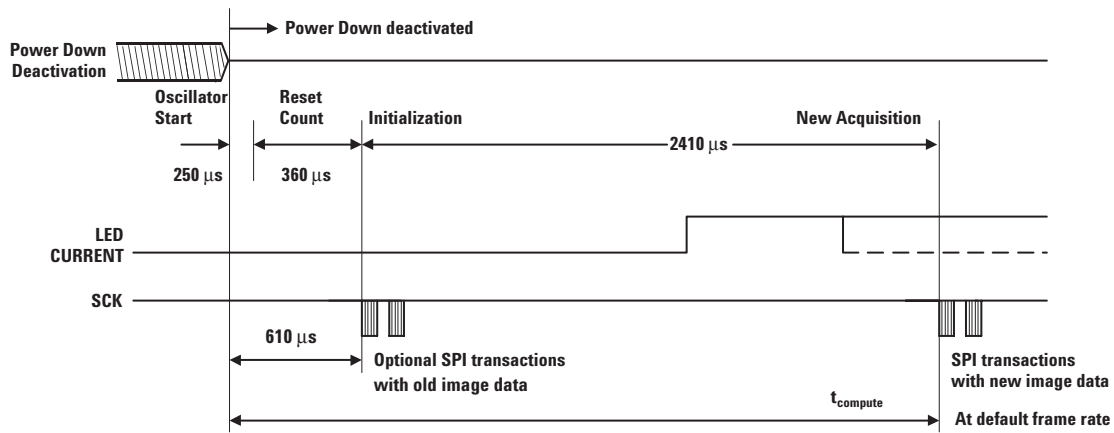 Power Down deactivated
Power Down
Deactivation
Oscillator
Start
Reset
Count
Initialization
New Acquisition
2410 µs
250 µs
360 µs
LED
CURRENT
SCK
610 µs
Optional SPI transactions
with old image data
SPI transactions
with new image data
tcompute
At default frame rate